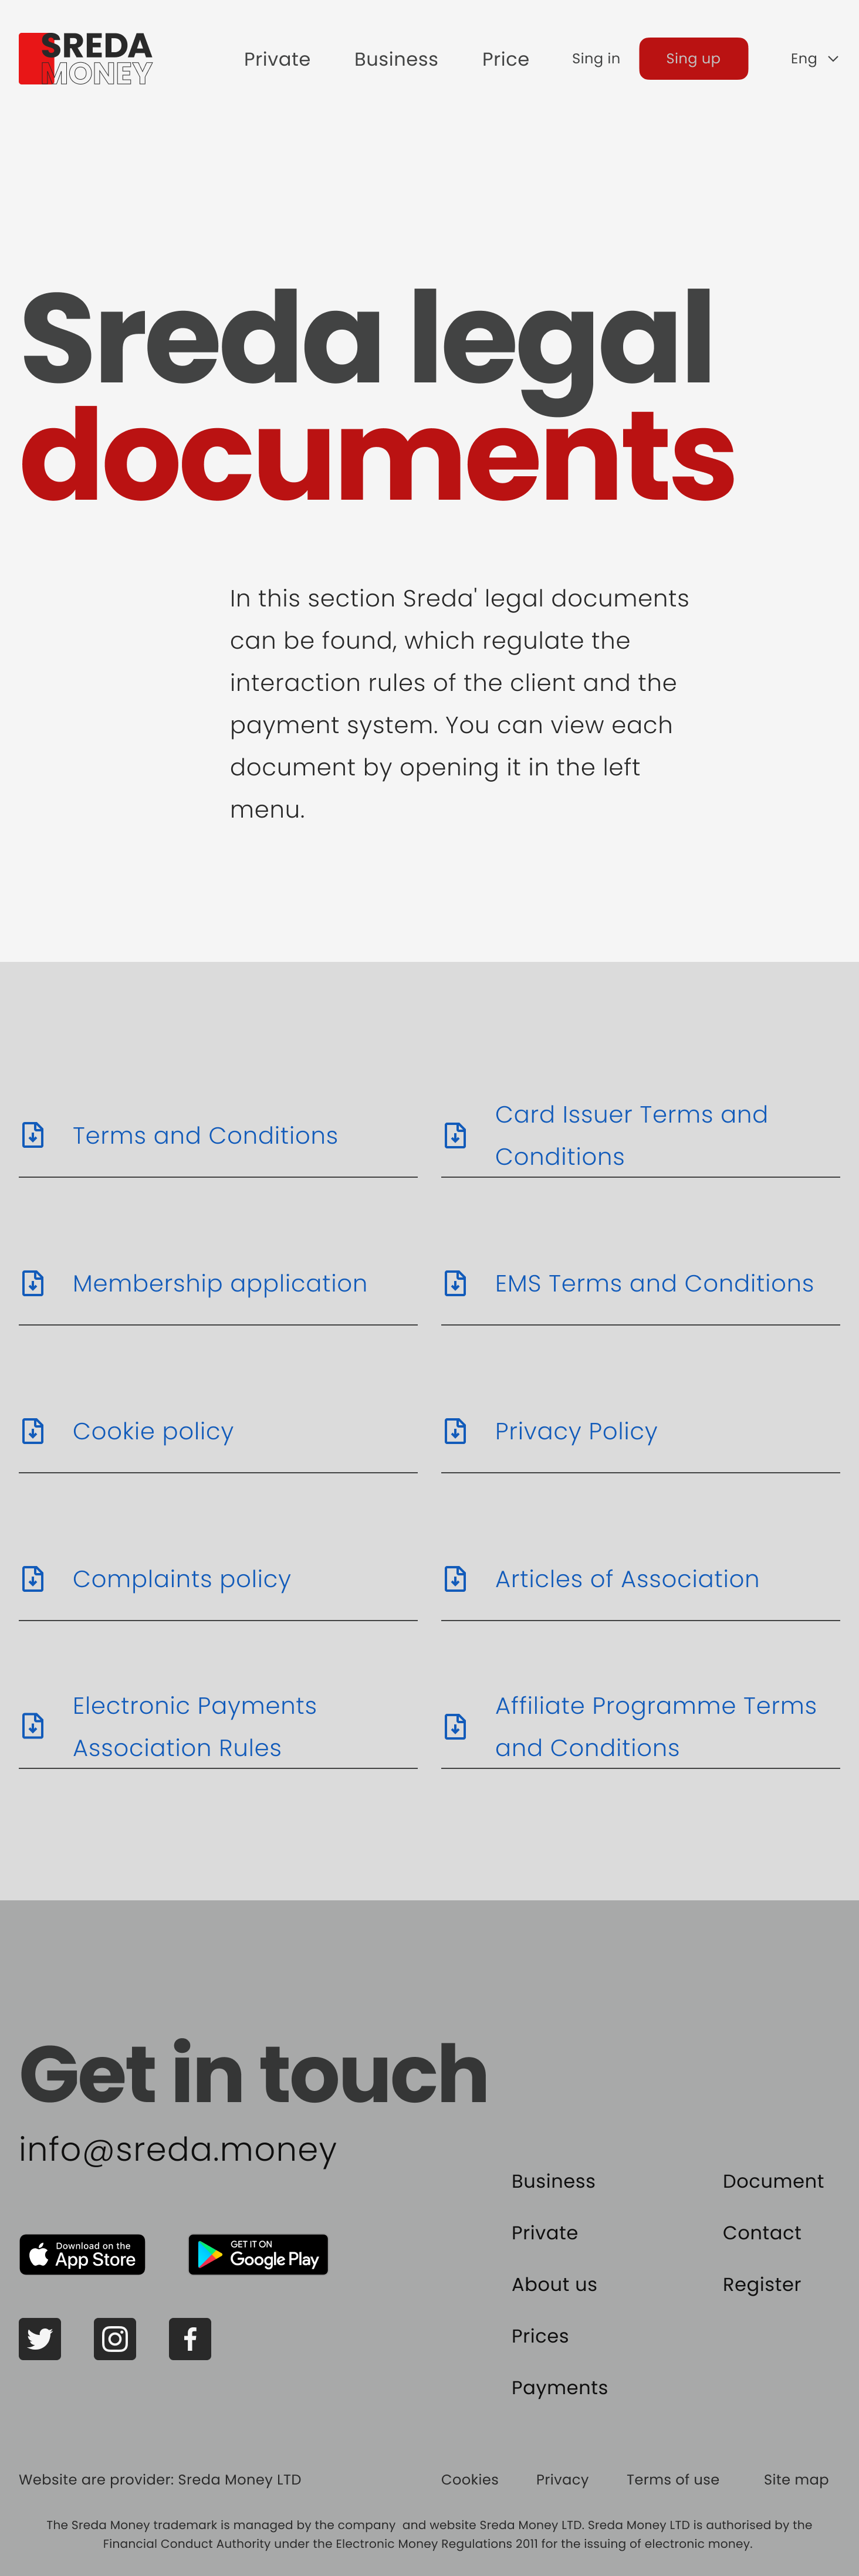 SREDA
MONEY
Private
Business
Price
Sing in
Sing up
Eng
Sreda legal
documents
In this section Sreda' legal documents
can be found, which regulate the
interaction rules of the client and the
payment system. You can view each
document by opening it in the left
menu.
Terms and Conditions
Card Issuer Terms and
Conditions
Membership application
EMS Terms and Conditions
Cookie policy
Privacy Policy
Complaints policy
Articles of Association
Electronic Payments
Association Rules
Affiliate Programme Terms
and Conditions
Get in touch
info@sreda.money
Download on the
App Store
GET IT ON
Google Play
Business
Private
About us
Prices
Payments
Document
Contact
Register
Website are provider: Sreda Money LTD
Cookies
Privacy
Terms of use
Site map
The Sreda Money trademark is managed by the company and website Sreda Money LTD. Sreda Money LTD is authorised by the
Financial Conduct Authority under the Electronic Money Regulations 2011 for the issuing of electronic money.